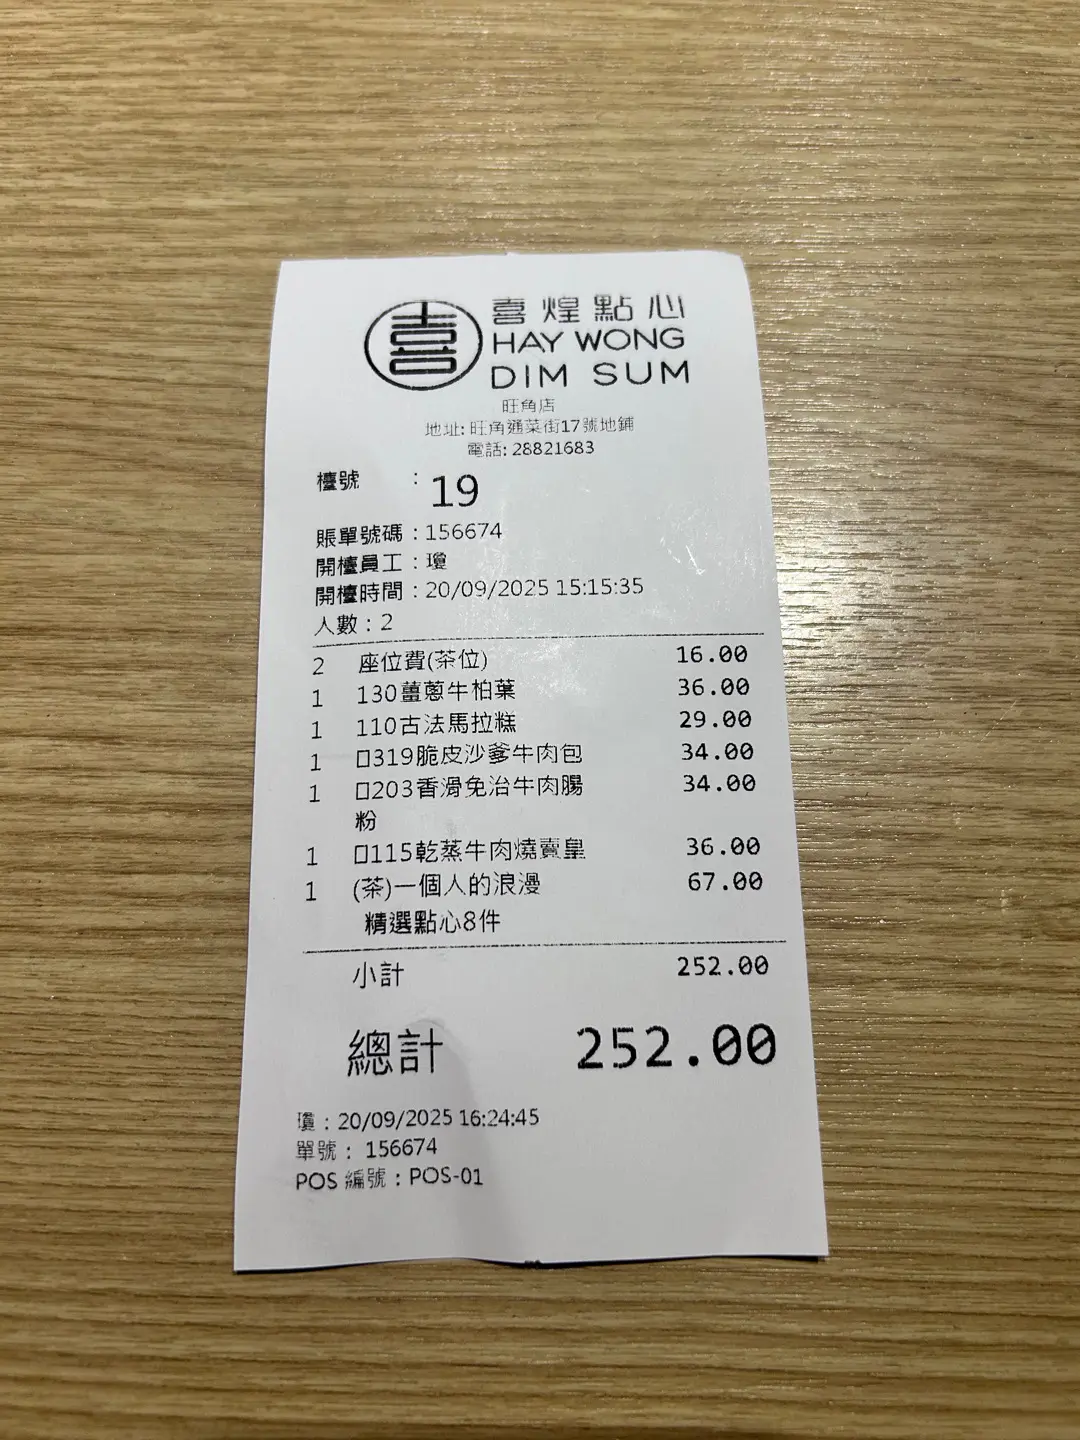 喜
喜煌點心
HAY WONG
DIM SUM
旺角店
地址: 旺角通菜街17號地鋪
電話: 28821683
檯號 : 19
賬單號碼 : 156674
開檯員工 : 瓊
開檯時間 : 20/09/2025 15:15:35
人數 : 2
2 座位費(茶位) 16.00
1 130薑蔥牛柏葉 36.00
1 110古法馬拉糕 29.00
1 口319脆皮沙爹牛肉包 34.00
1 口203香滑免治牛肉腸 34.00
粉
1 口115乾蒸牛肉燒賣皇 36.00
1 (茶)一個人的浪漫 67.00
精選點心8件
小計 252.00
總計 252.00
瓊 : 20/09/2025 16:24:45
單號 : 156674
POS 編號 : POS-01